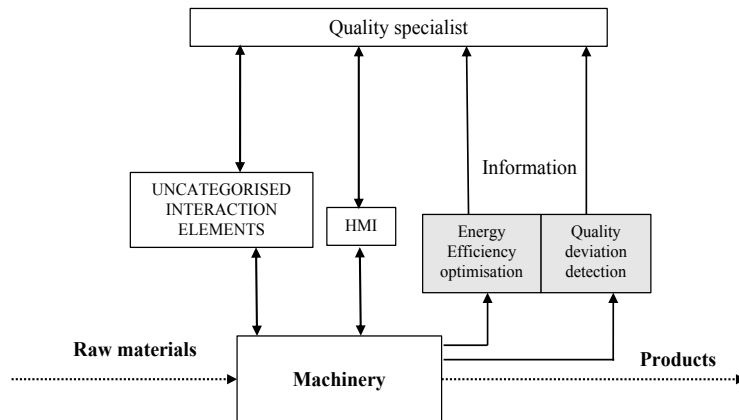 Quality specialist
Information
UNCATEGORISED
INTERACTION
ELEMENTS
HMI
Energy
Efficiency
optimisation
Quality
deviation
detection
Raw materials
Machinery
Products